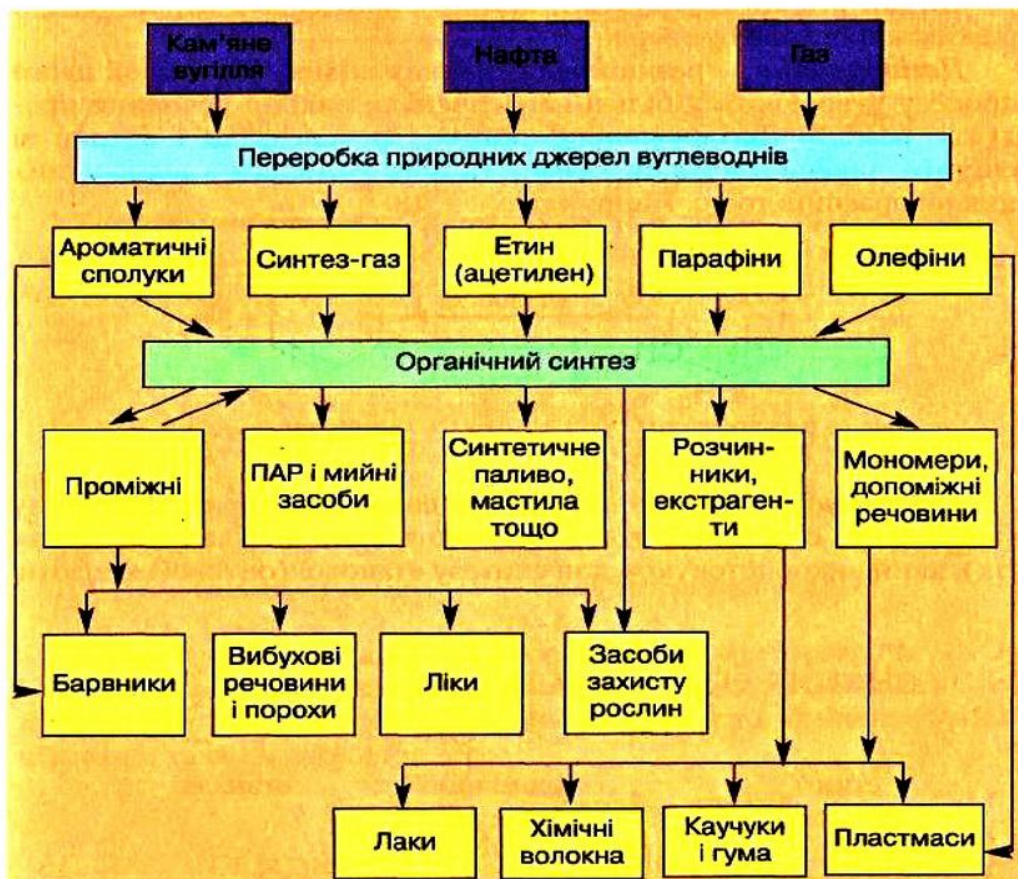 Кам’яне
вугілля
Нафта
Газ
Переробка природних джерел вуглеводнів
Ароматичні
сполуки
Синтез-газ
Етин
(ацетилен)
Парафіни
Олефіни
Органічний синтез
Проміжні
ПАР і мийні
засоби
Синтетичне
паливо,
мастила
тощо
Розчин-
ники,
екстраген-
ти
Мономери,
допоміжні
речовини
Барвники
Вибухові
речовини
і порохи
Ліки
Засоби
захисту
рослин
Лаки
Хімічні
волокна
Каучуки
і гума
Пластмаси